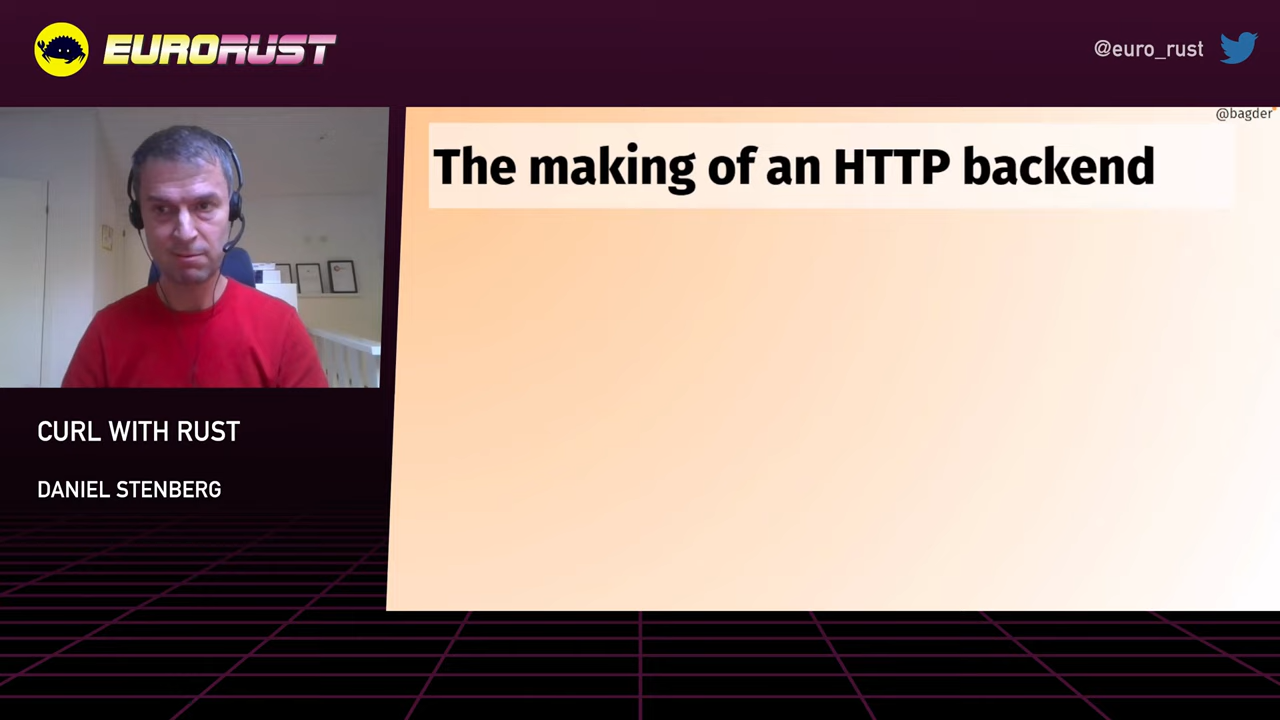 EURORUST
@euro_rust
@bagder
The making of an HTTP backend
CURL WITH RUST
DANIEL STENBERG